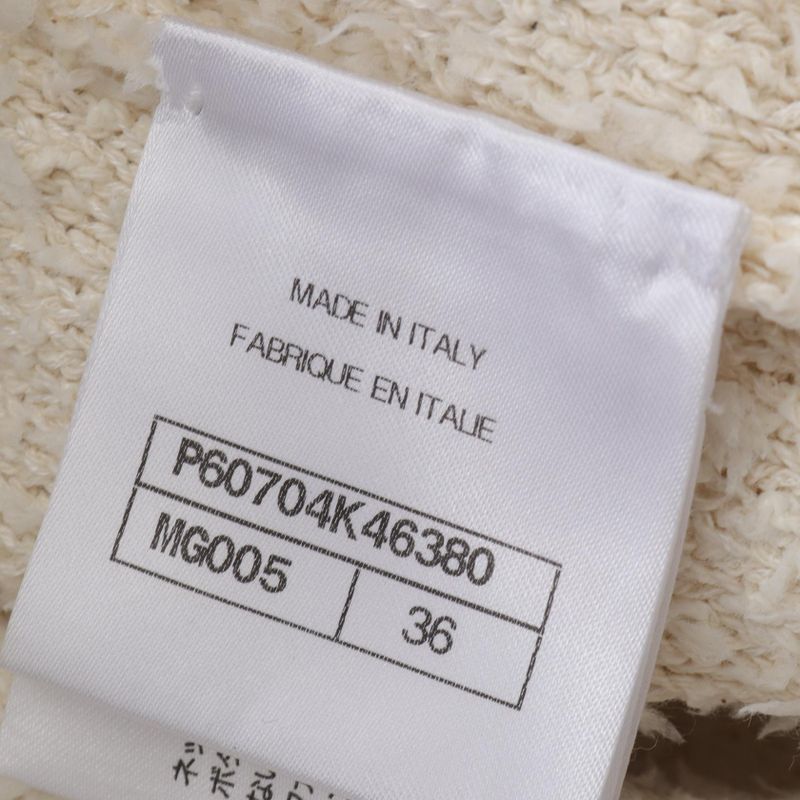 MADE IN ITALY
FABRIQUE EN ITALIE
P60704K46380
MG005 36